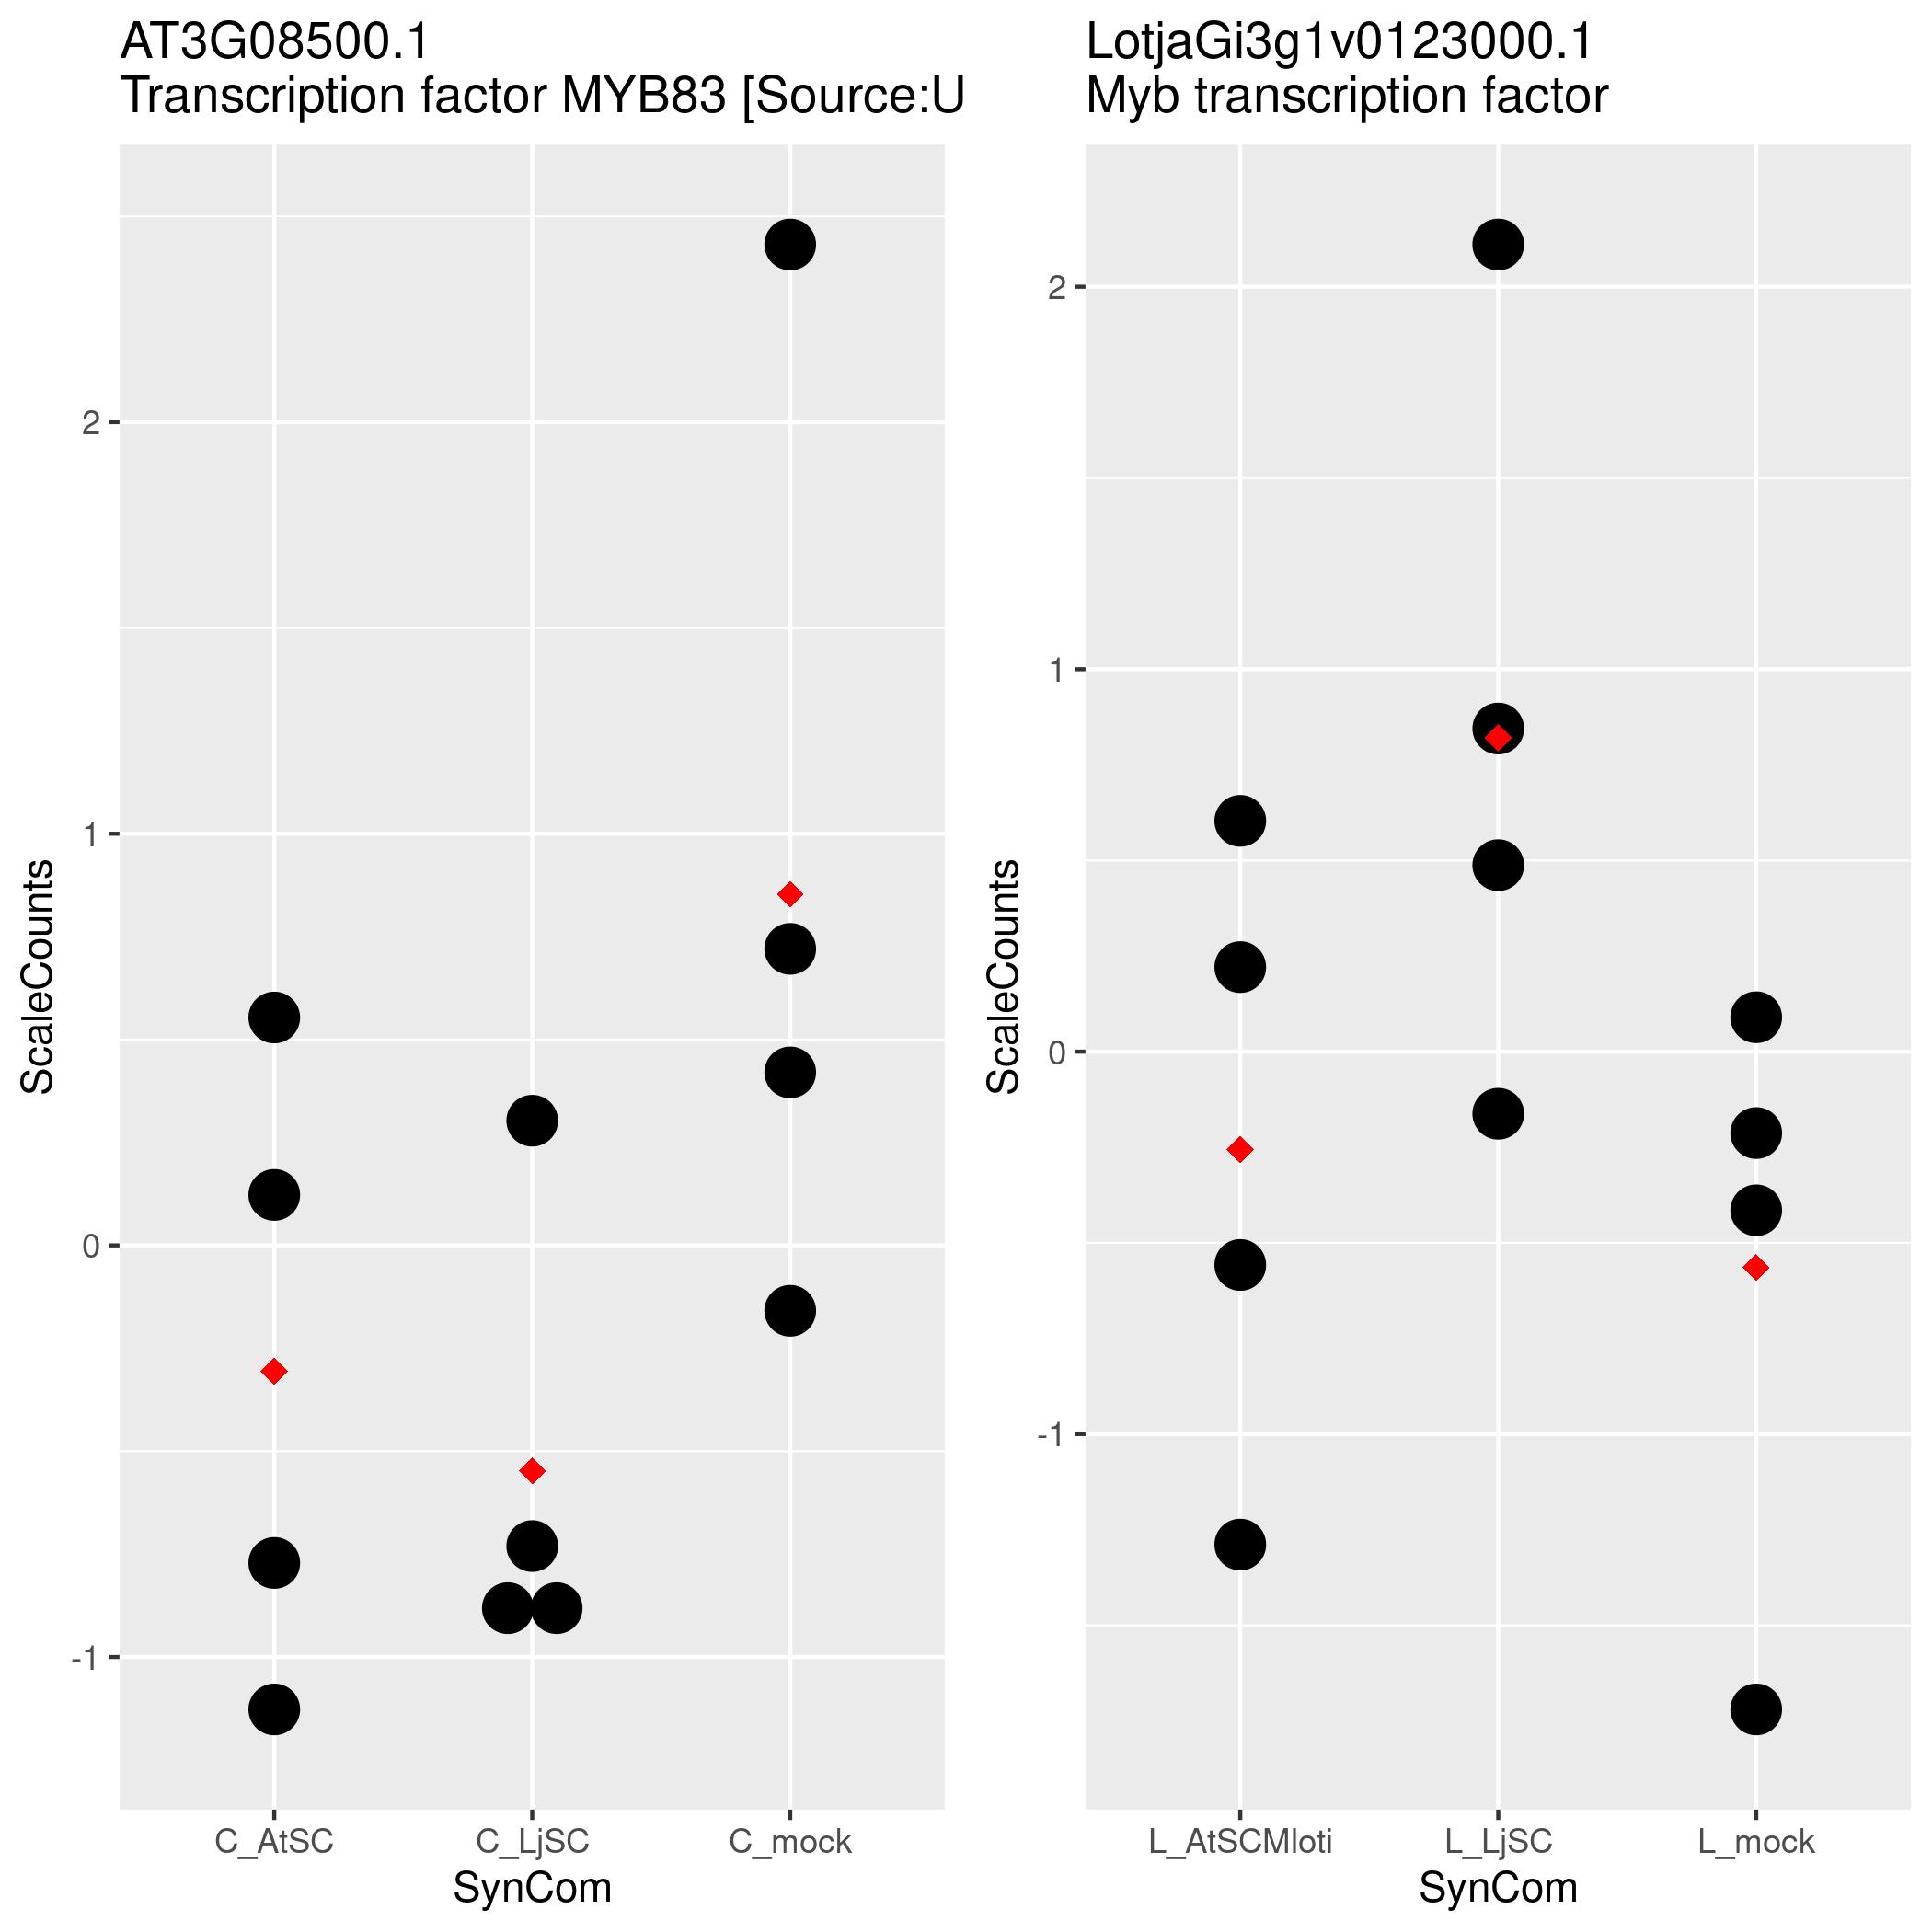 AT3G08500.1
Transcription factor MYB83 [Source:U
ScaleCounts
2
1
0
-1
C_AtSC C_LjSC C_mock
SynCom
LotjaGi3g1v0123000.1
Myb transcription factor
ScaleCounts
2
1
0
-1
L_AtSCMloti L_LjSC L_mock
SynCom